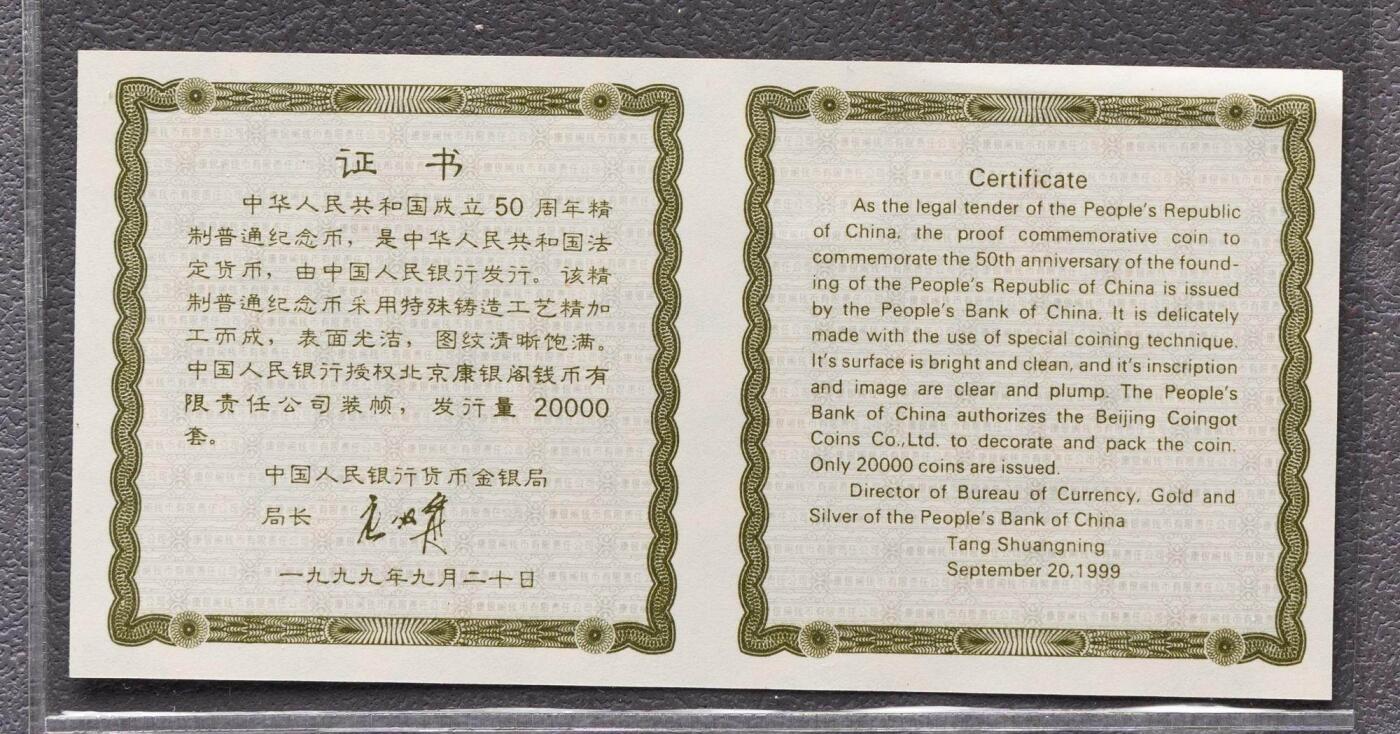 证 书
中华人民共和国成立 50 周年精
制普通纪念币，是中华人民共和国法
定货币，由中国人民银行发行。该精
制普通纪念币采用特殊铸造工艺精加
工而成，表面光洁，图纹清晰饱满。
中国人民银行授权北京康银阁钱币有
限责任公司装帧，发行量 20000
套。
中国人民银行货币金银局
局长
一九九九年九月二十日
Certificate
As the legal tender of the People's Republic
of China, the proof commemorative coin to
commemorate the 50th anniversary of the found-
ing of the People's Republic of China is issued
by the People's Bank of China. It is delicately
made with the use of special coining technique.
It's surface is bright and clean, and it's inscription
and image are clear and plump. The People's
Bank of China authorizes the Beijing Coingot
Coins Co.,Ltd. to decorate and pack the coin.
Only 20000 coins are issued.
Director of Bureau of Currency, Gold and
Silver of the People's Bank of China
Tang Shuangning
September 20,1999